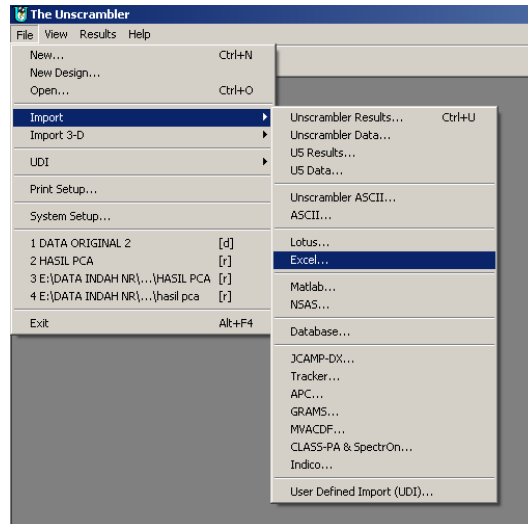 The Unscrambler
File View Results Help
New... Ctrl+N
New Design...
Open... Ctrl+O
Import
Import 3-D
UDI
Print Setup...
System Setup...
1 DATA ORIGINAL 2 [d]
2 HASIL PCA [r]
3 E:\DATA INDAH NR\...\HASIL PCA [r]
4 E:\DATA INDAH NR\...\hasil pca [r]
Exit Alt+F4
Unscrambler Results... Ctrl+U
Unscrambler Data...
U5 Results...
U5 Data...
Unscrambler ASCII...
ASCII...
Lotus...
Excel...
Matlab...
NSAS...
Database...
JCAMP-DX...
Tracker...
APC...
GRAMS...
MVACDF...
CLASS-PA & SpectrOn...
Indico...
User Defined Import (UDI)...